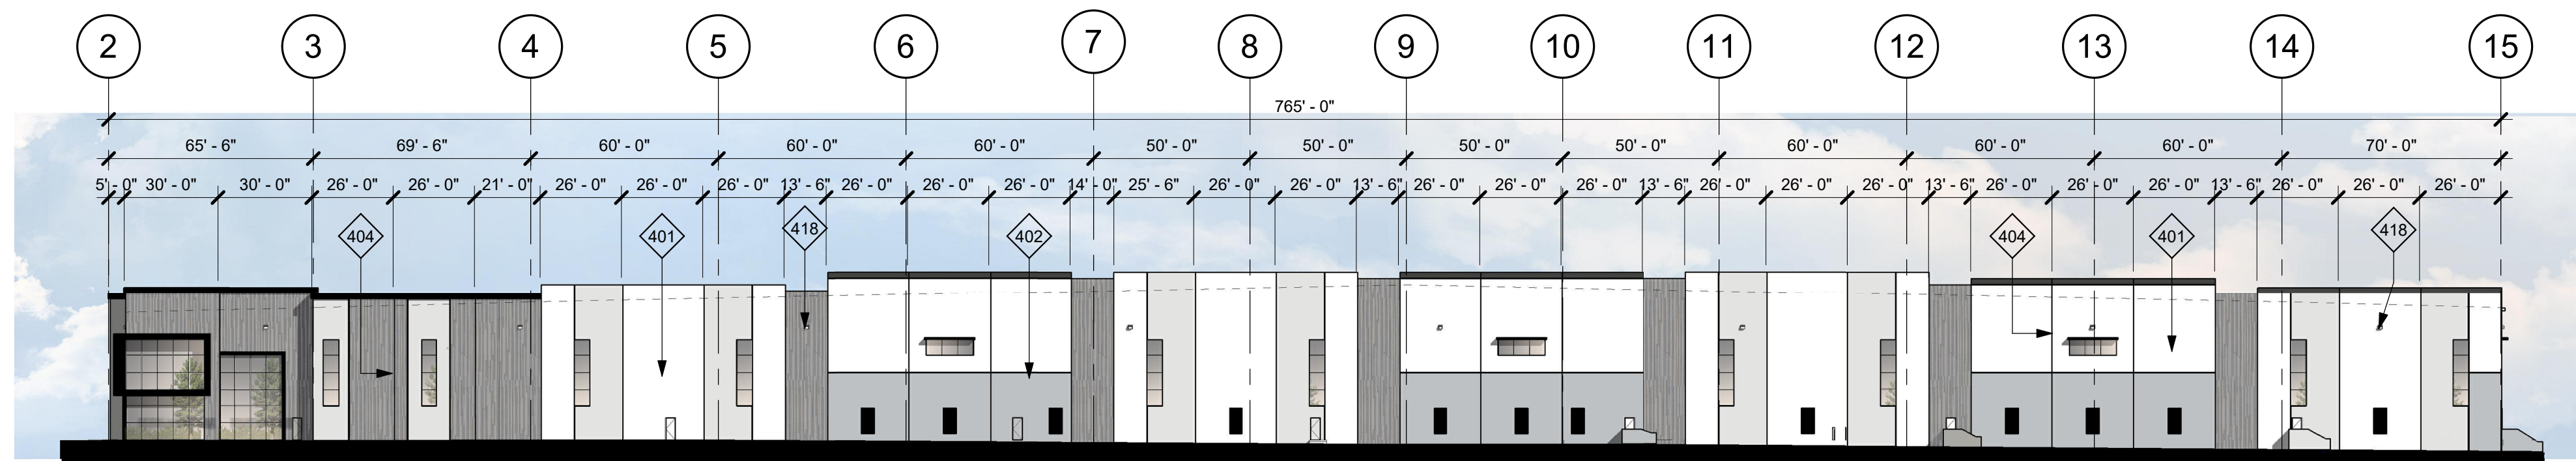 2 3 4 5 6 7 8 9 10 11 12 13 14 15
765' - 0"
65' - 6" 69' - 6" 60' - 0" 60' - 0" 60' - 0" 50' - 0" 50' - 0" 50' - 0" 50' - 0" 60' - 0" 60' - 0" 60' - 0" 70' - 0"
5' - 0" 30' - 0" 30' - 0" 26' - 0" 26' - 0" 21' - 0" 26' - 0" 26' - 0" 26' - 0" 13' - 6" 26' - 0" 26' - 0" 26' - 0" 14' - 0" 25' - 6" 26' - 0" 26' - 0" 13' - 6" 26' - 0" 26' - 0" 26' - 0" 13' - 6" 26' - 0" 26' - 0" 26' - 0" 13' - 6" 26' - 0" 26' - 0" 26' - 0" 13' - 6" 26' - 0" 26' - 0" 26' - 0"
404 401 418 402 404 401 418